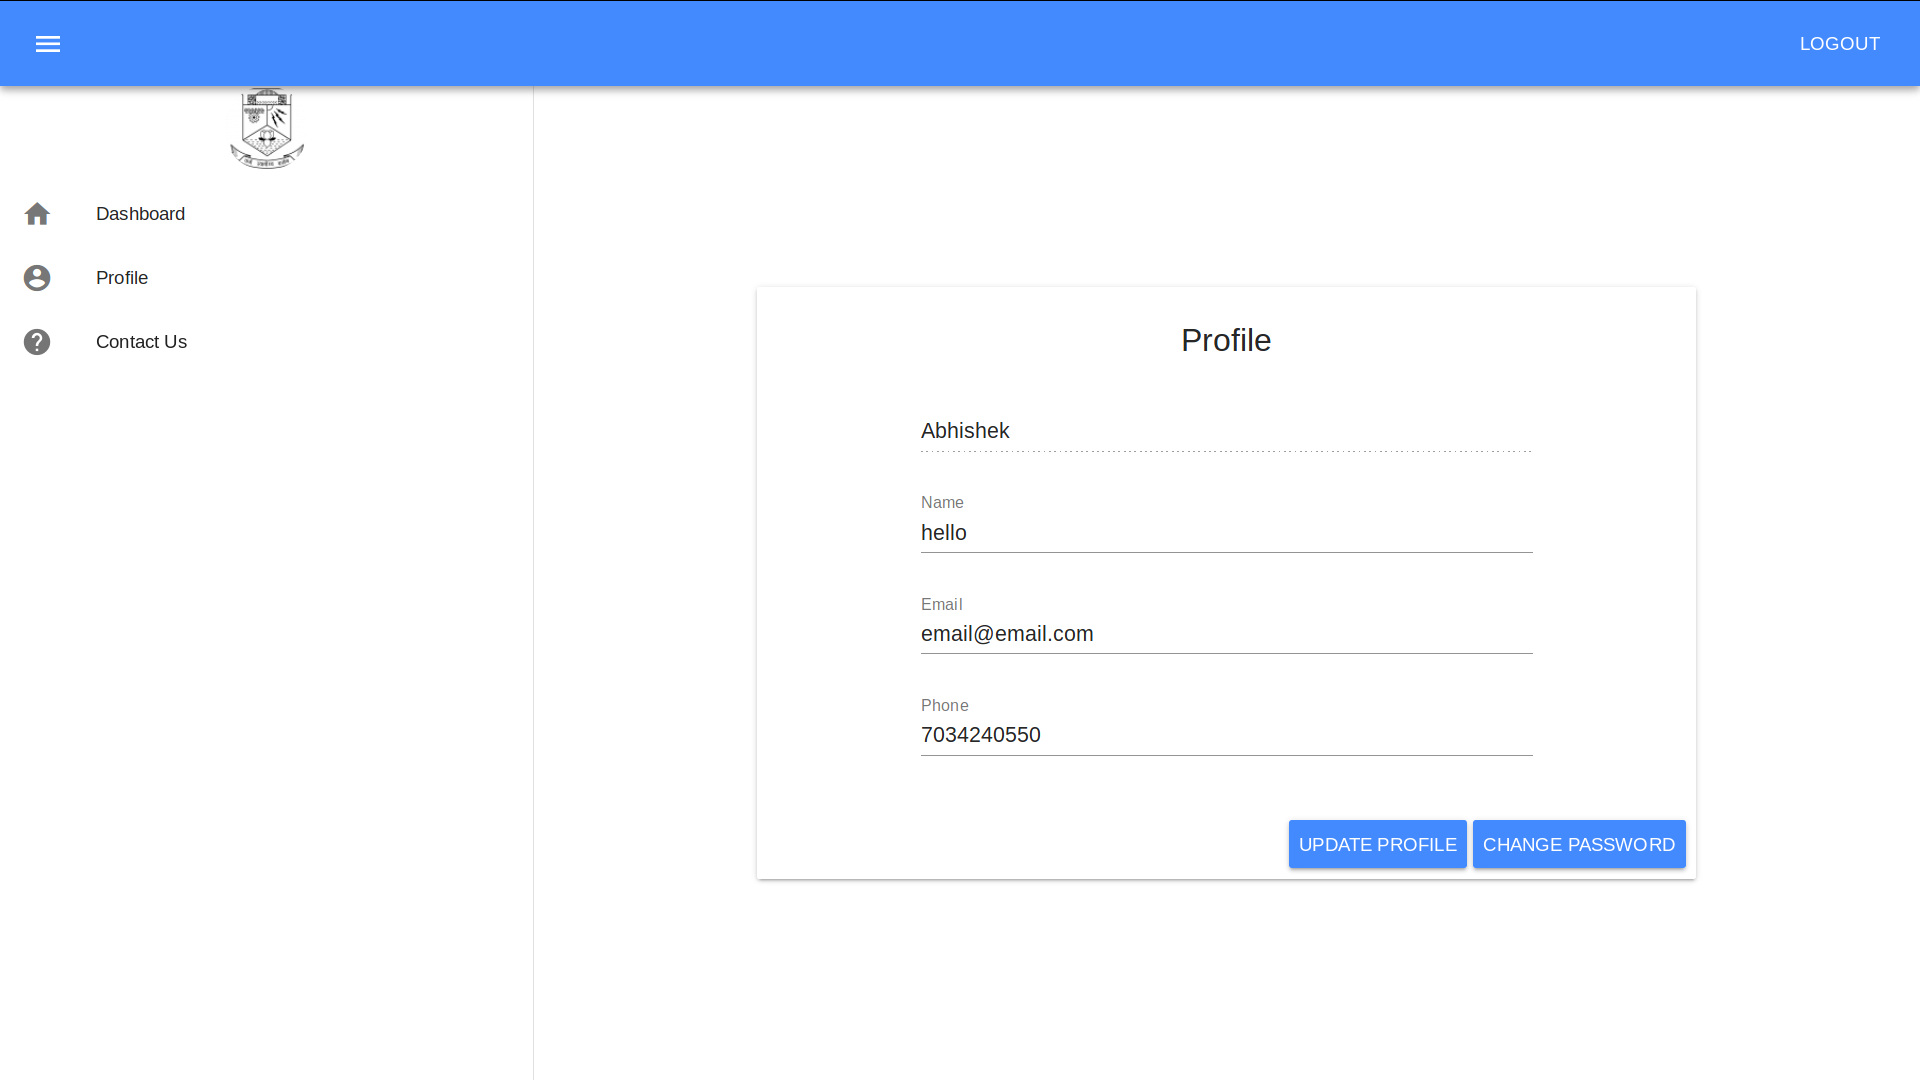 LOGOUT
Dashboard
Profile
Contact Us
Profile
Abhishek
Name
hello
Email
email@email.com
Phone
7034240550
UPDATE PROFILE
CHANGE PASSWORD